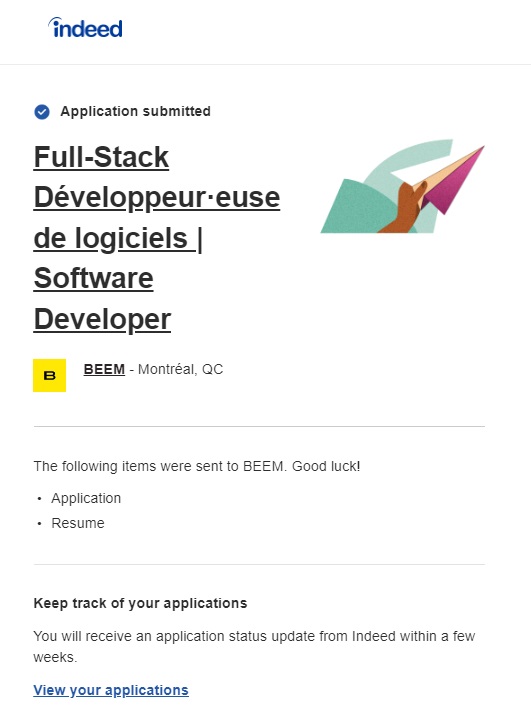 indeed
Application submitted
Full-Stack
Développeur·euse
de logiciels |
Software
Developer
B
BEEM - Montréal, QC
The following items were sent to BEEM. Good luck!
• Application
• Resume
Keep track of your applications
You will receive an application status update from Indeed within a few
weeks.
View your applications